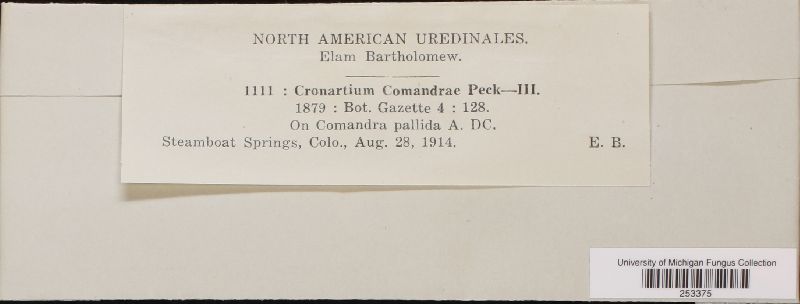 NORTH AMERICAN UREDINALES.
Elam Bartholomew.
1111 : Cronartium Comandrae Peck—III.
1879 : Bot. Gazette 4 : 128.
On Comandra pallida A. DC.
Steamboat Springs, Colo., Aug. 28, 1914. E. B.
University of Michigan Fungus Collection
253375